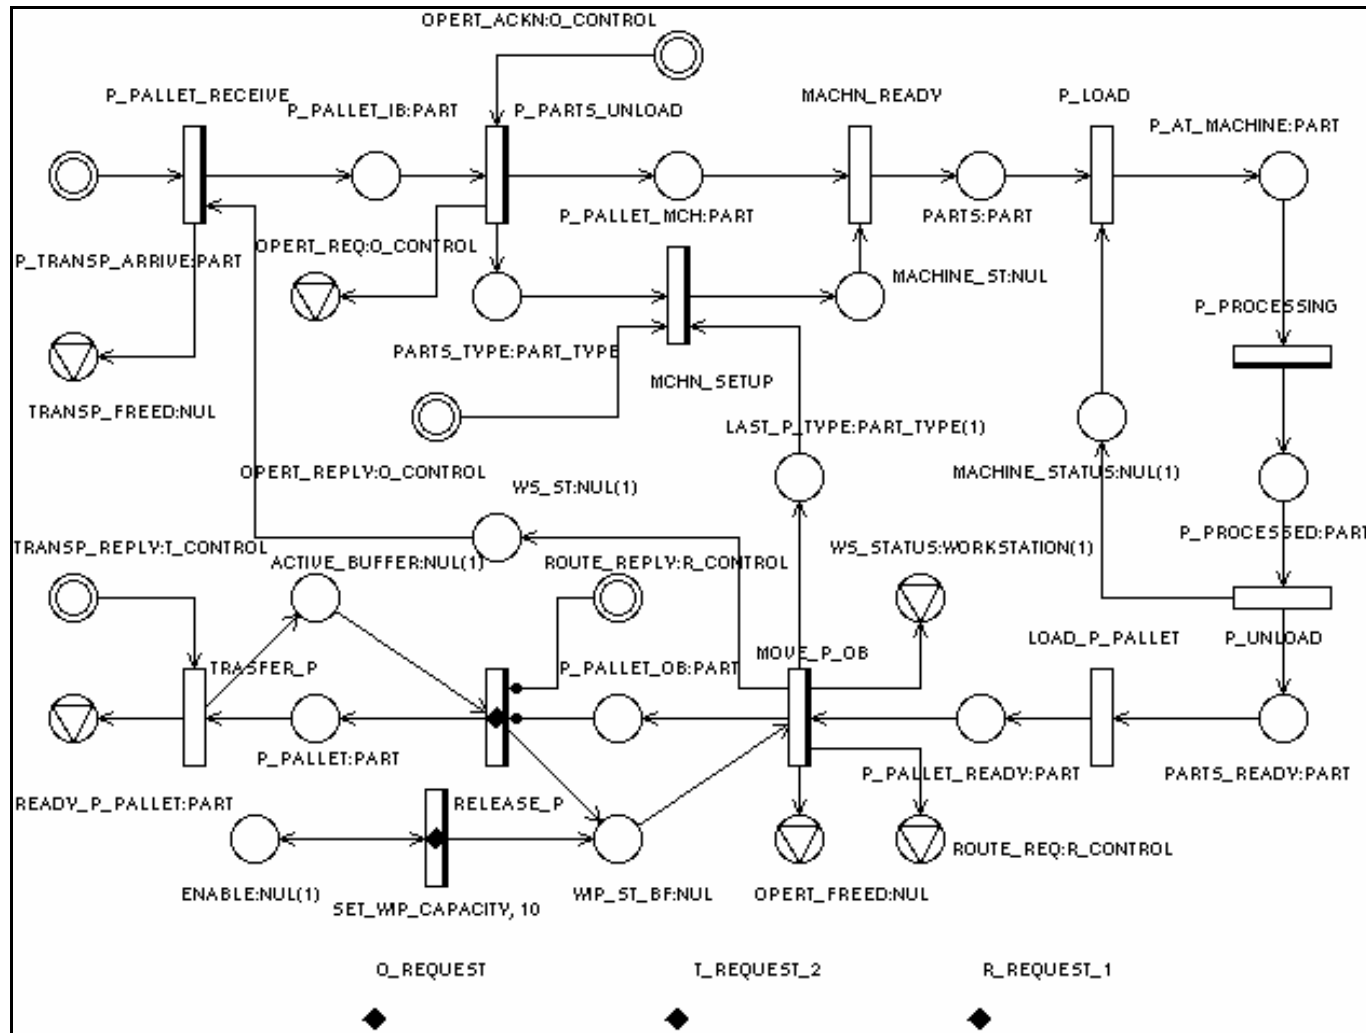 OPERT_ACKN:O_CONTROL
P_PALLET_RECEIVE
MACHN_READY
P_LOAD
P_PALLET_IB:PART
P_PARTS_UNLOAD
P_AT_MACHINE:PART
P_PALLET_MCH:PART
PARTS:PART
OPERT_REQ:O_CONTROL
P_TRANSP_ARRIVE:PART
MACHINE_ST:NUL
P_PROCESSING
PARTS_TYPE:PART_TYPE
MCHN_SETUP
TRANSP_FREED:NUL
LAST_P_TYPE:PART_TYPE(1)
OPERT_REPLY:O_CONTROL
MACHINE_STATUS:NUL(1)
WS_ST:NUL(1)
P_PROCESSED:PART
TRANSP_REPLY:T_CONTROL
ACTIVE_BUFFER:NUL(1)
ROUTE_REPLY:R_CONTROL
WS_STATUS:WORKSTATION(1)
LOAD_P_PALLET
P_UNLOAD
TRASFER_P
P_PALLET_OB:PART
MOVE_P_OB
P_PALLET:PART
P_PALLET_READY:PART
PARTS_READY:PART
READY_P_PALLET:PART
RELEASE_P
ROUTE_REQ:R_CONTROL
ENABLE:NUL(1)
SET_WIP_CAPACITY, 10
WIP_ST_BF:NUL
OPERT_FREED:NUL
O_REQUEST
T_REQUEST_2
R_REQUEST_1